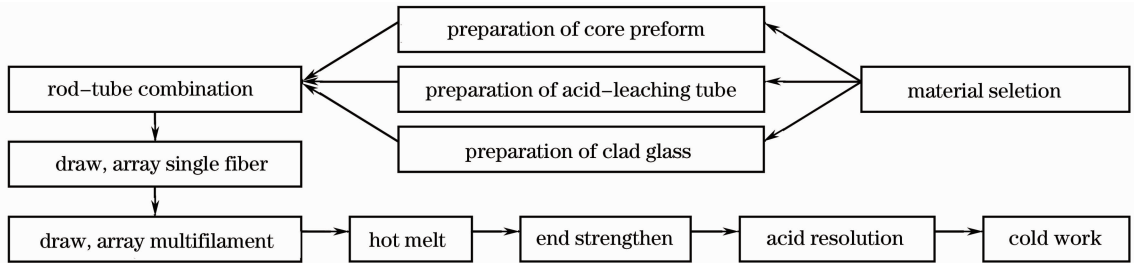 preparation of core preform
rod-tube combination
preparation of acid-leaching tube
material seletion
preparation of clad glass
draw, array single fiber
draw, array multifilament
hot melt
end strengthen
acid resolution
cold work